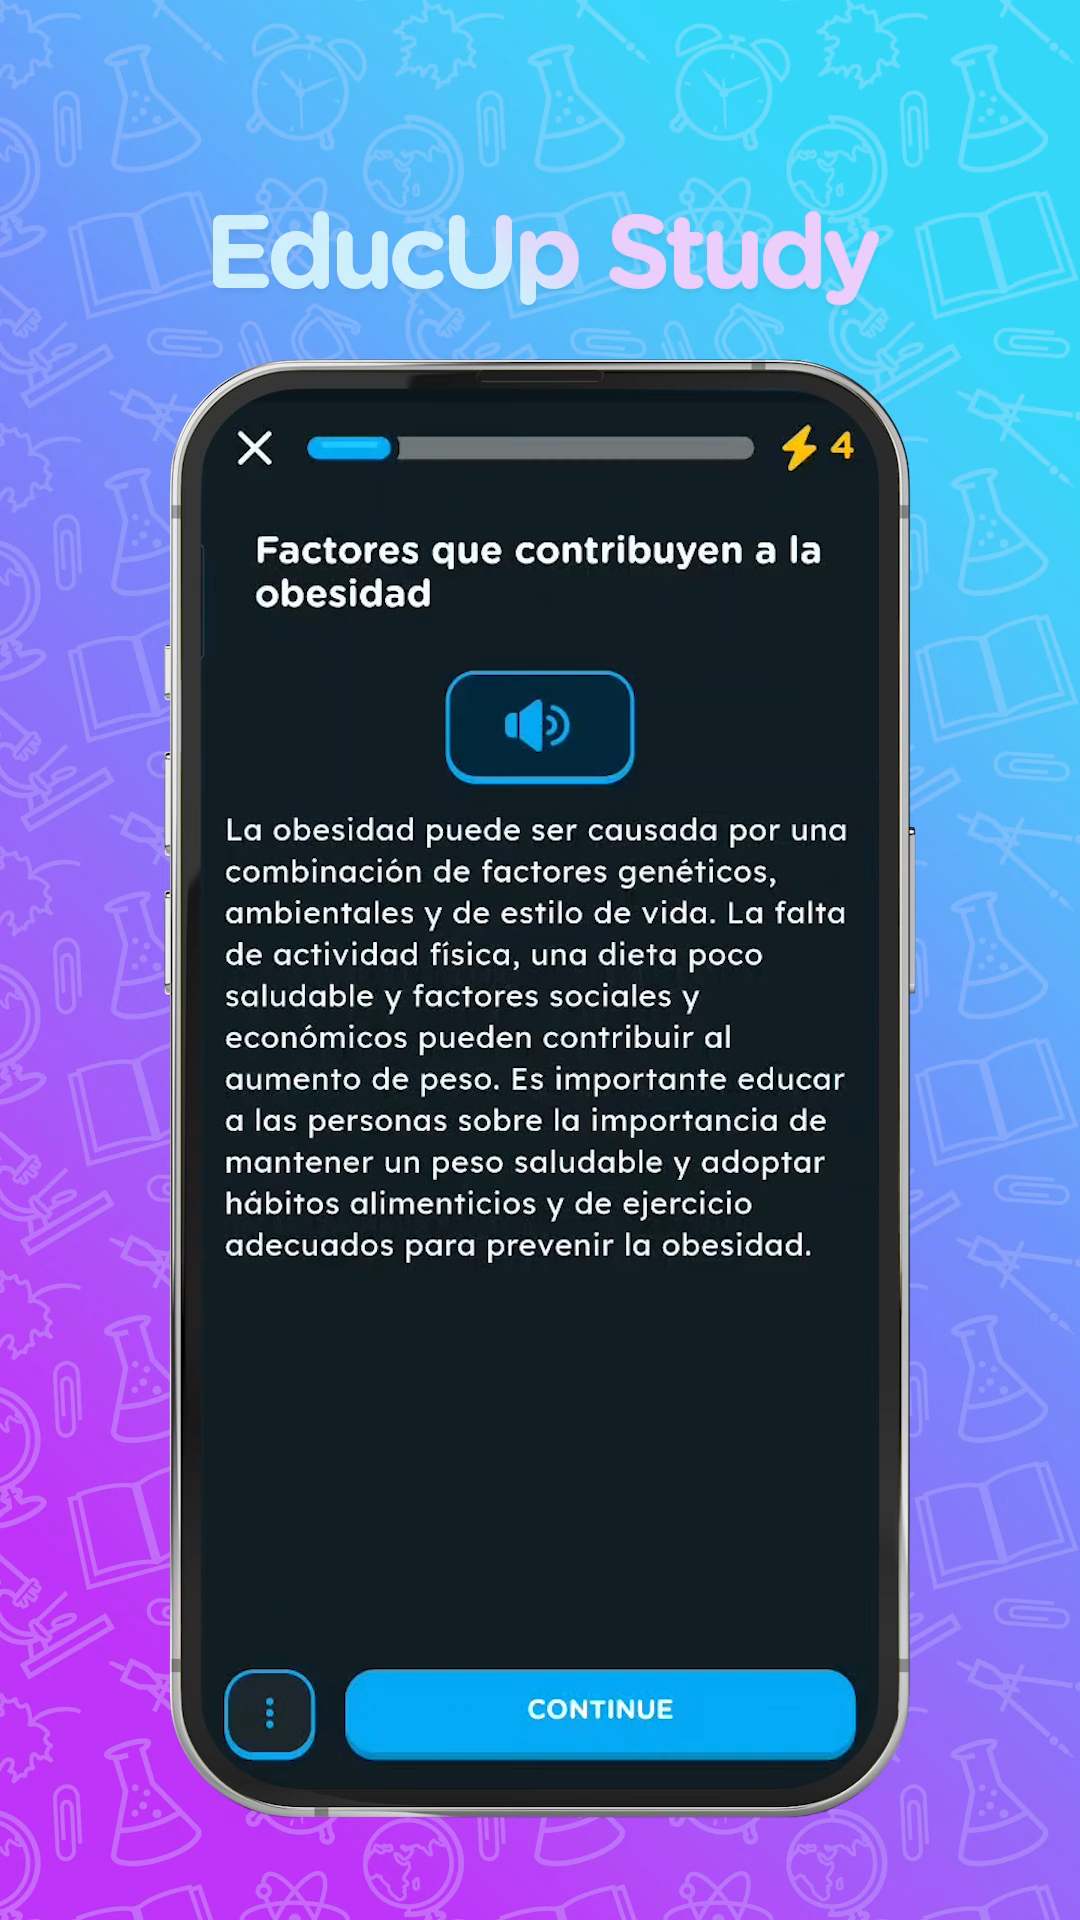 EducUp Study
4
Factores que contribuyen a la
obesidad
La obesidad puede ser causada por una
combinación de factores genéticos,
ambientales y de estilo de vida. La falta
de actividad física, una dieta poco
saludable y factores sociales y
económicos pueden contribuir al
aumento de peso. Es importante educar
a las personas sobre la importancia de
mantener un peso saludable y adoptar
hábitos alimenticios y de ejercicio
adecuados para prevenir la obesidad.
CONTINUE